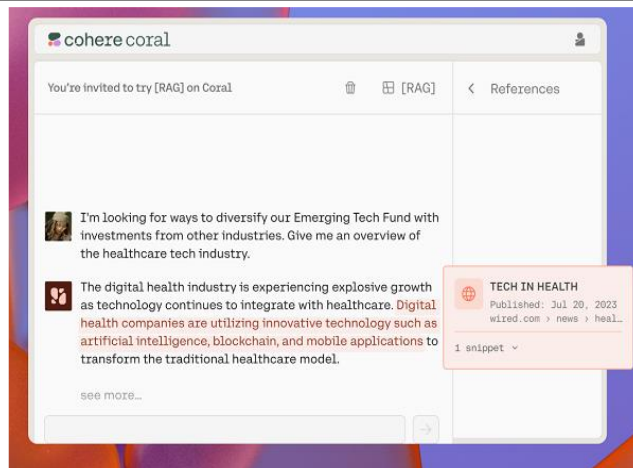 cohere coral
You're invited to try [RAG] on Coral
[RAG]
References
I'm looking for ways to diversify our Emerging Tech Fund with
investments from other industries. Give me an overview of
the healthcare tech industry.
The digital health industry is experiencing explosive growth
as technology continues to integrate with healthcare. Digital
health companies are utilizing innovative technology such as
artificial intelligence, blockchain, and mobile applications to
transform the traditional healthcare model.
see more...
TECH IN HEALTH
Published: Jul 20, 2023
wired.com › news › heal…
1 snippet